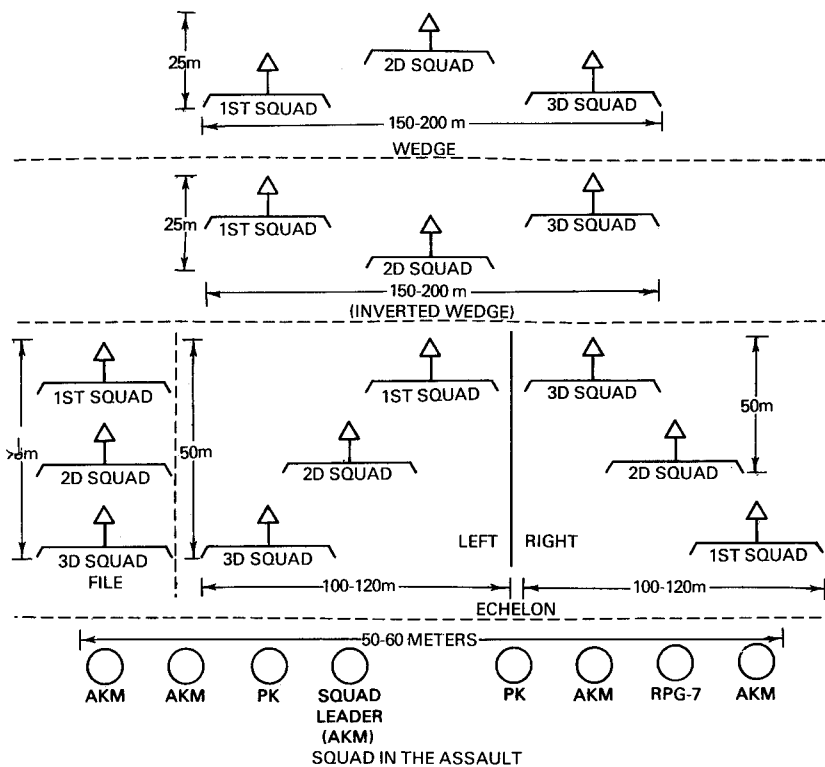 25m
2D SQUAD
1ST SQUAD
3D SQUAD
150-200 m
WEDGE
25m
1ST SQUAD
3D SQUAD
2D SQUAD
150-200 m
(INVERTED WEDGE)
1ST SQUAD
2D SQUAD
3D SQUAD
FILE
50m
1ST SQUAD
2D SQUAD
3D SQUAD
LEFT
100-120m
RIGHT
3D SQUAD
50m
2D SQUAD
1ST SQUAD
100-120m
ECHELON
50-60 METERS
AKM
AKM
PK
SQUAD
LEADER
(AKM)
PK
AKM
RPG-7
AKM
SQUAD IN THE ASSAULT